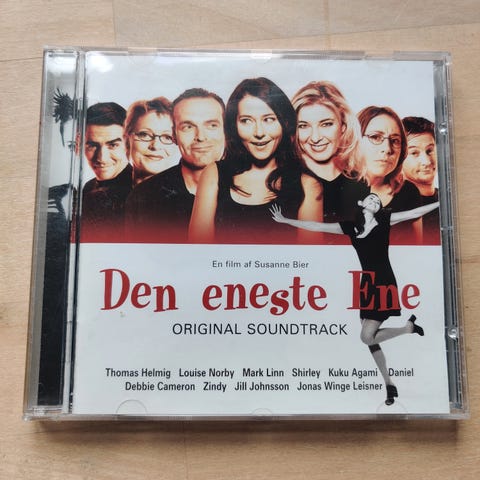 En film af Susanne Bier
Den eneste Ene
ORIGINAL SOUNDTRACK
Thomas Helmig Louise Norby Mark Linn Shirley Kuku Agami Daniel
Debbie Cameron Zindy Jill Johnsson Jonas Winge Leisner